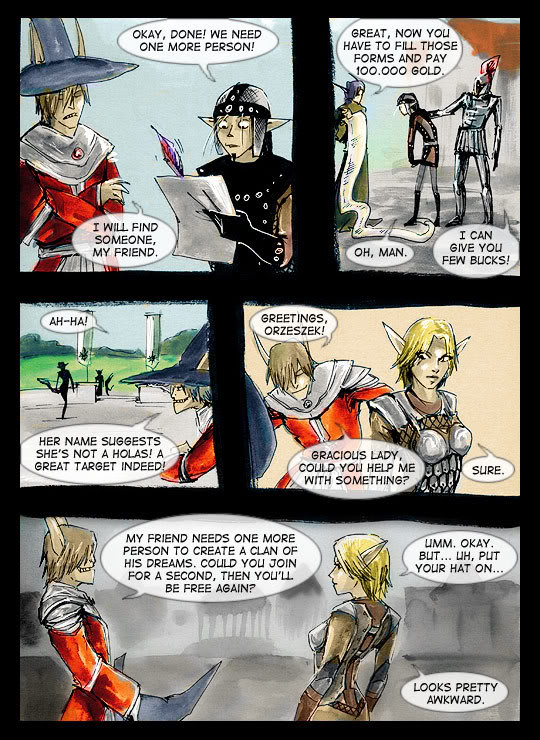 OKAY, DONE! WE NEED
ONE MORE PERSON!
I WILL FIND
SOMEONE,
MY FRIEND.
GREAT, NOW YOU
HAVE TO FILL THOSE
FORMS AND PAY
100.000 GOLD.
OH, MAN.
I CAN
GIVE YOU
FEW BUCKS!
AH-HA!
HER NAME SUGGESTS
SHE'S NOT A HOLAS! A
GREAT TARGET INDEED!
GREETINGS,
ORZESZEK!
GRACIOUS LADY,
COULD YOU HELP ME
WITH SOMETHING?
SURE.
MY FRIEND NEEDS ONE MORE
PERSON TO CREATE A CLAN OF
HIS DREAMS. COULD YOU JOIN
FOR A SECOND, THEN YOU'LL
BE FREE AGAIN?
UMM. OKAY.
BUT... UH, PUT
YOUR HAT ON...
LOOKS PRETTY
AWKWARD.